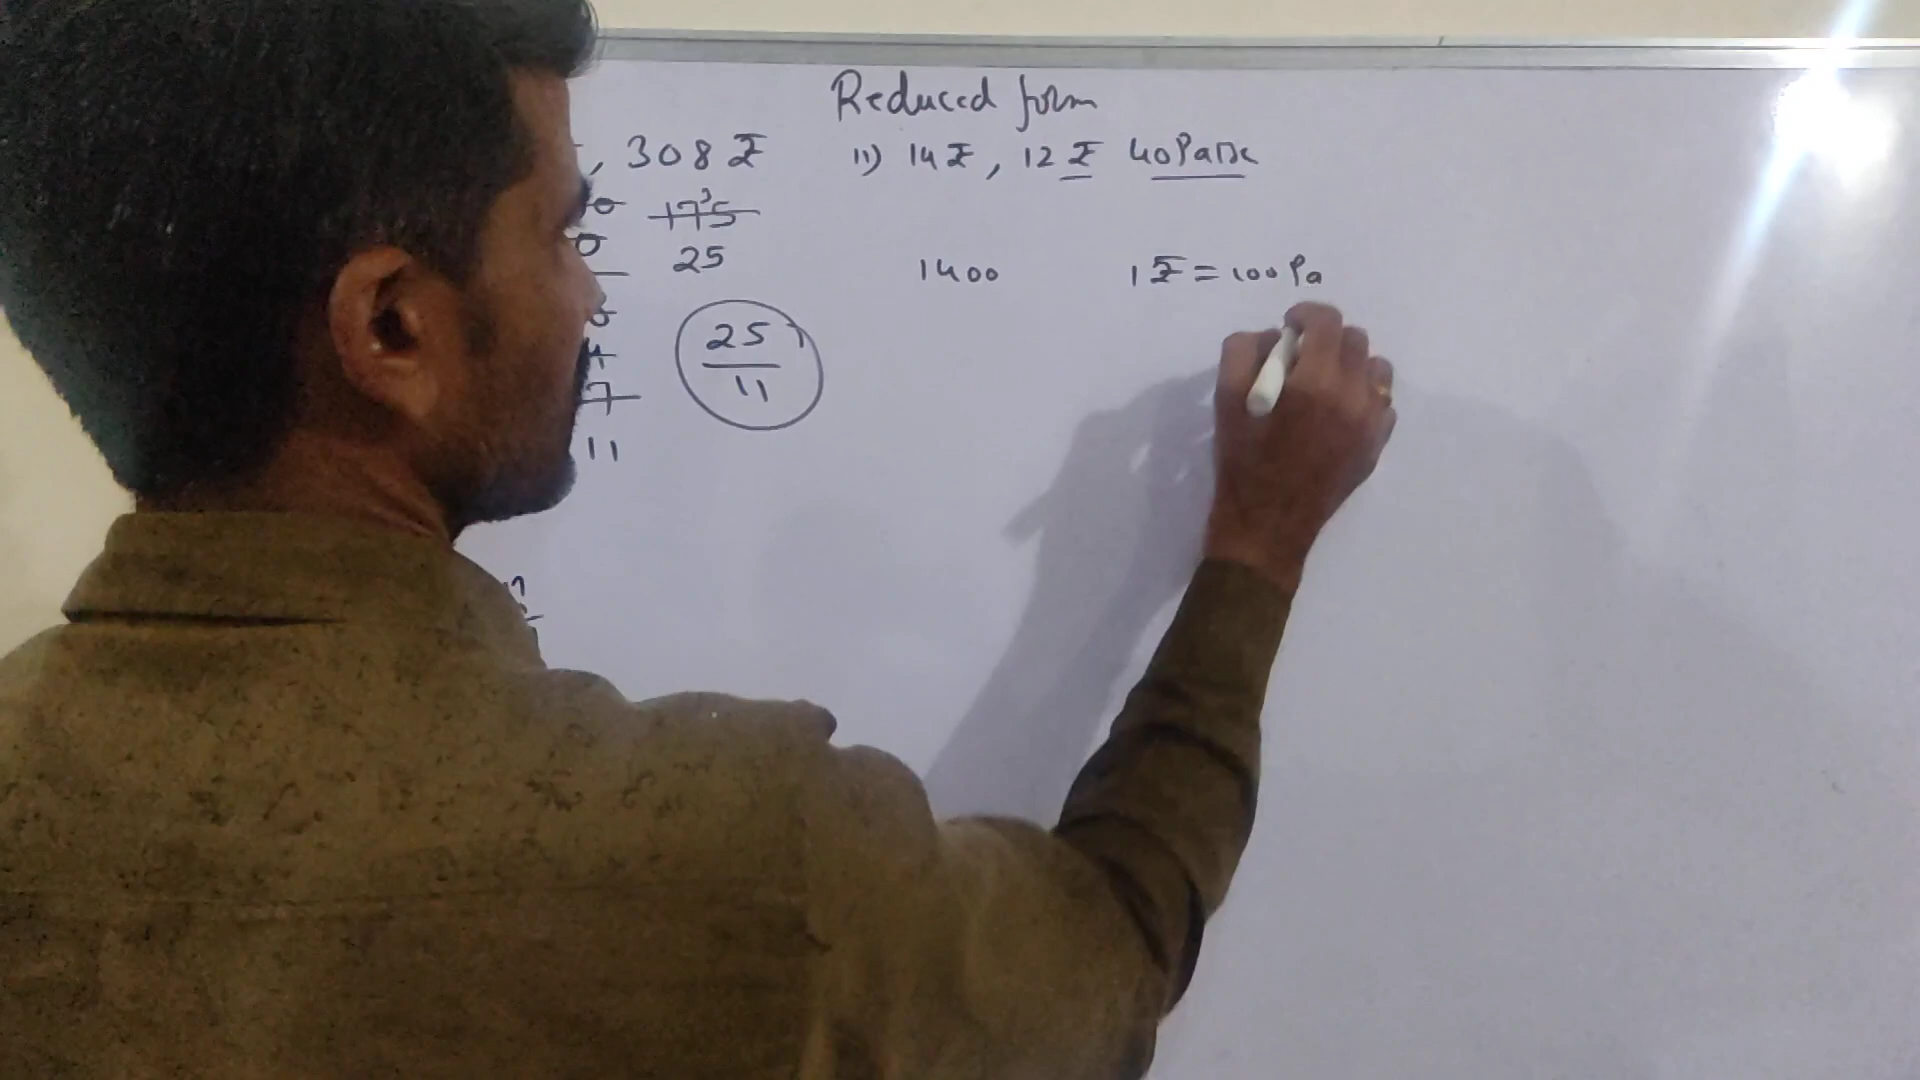 Reduced form
, 308 ₹
175
25
25
11
11
11) 14 ₹, 12 ₹ 40 Paise
1400
1 ₹ = 100 Pa